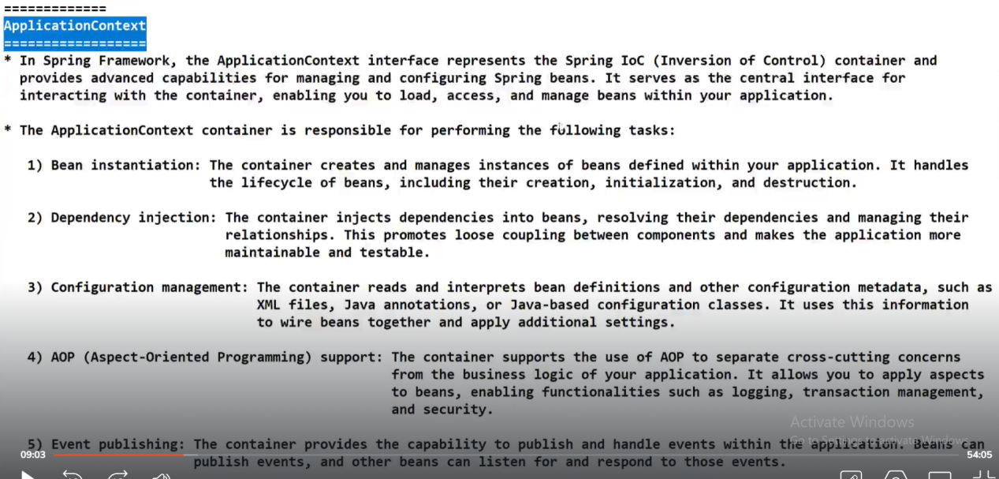 =============
ApplicationContext
==================
* In Spring Framework, the ApplicationContext interface represents the Spring IoC (Inversion of Control) container and
provides advanced capabilities for managing and configuring Spring beans. It serves as the central interface for
interacting with the container, enabling you to load, access, and manage beans within your application.
* The ApplicationContext container is responsible for performing the following tasks:
1) Bean instantiation: The container creates and manages instances of beans defined within your application. It handles
the lifecycle of beans, including their creation, initialization, and destruction.
2) Dependency injection: The container injects dependencies into beans, resolving their dependencies and managing their
relationships. This promotes loose coupling between components and makes the application more
maintainable and testable.
3) Configuration management: The container reads and interprets bean definitions and other configuration metadata, such as
XML files, Java annotations, or Java-based configuration classes. It uses this information
to wire beans together and apply additional settings.
4) AOP (Aspect-Oriented Programming) support: The container supports the use of AOP to separate cross-cutting concerns
from the business logic of your application. It allows you to apply aspects
to beans, enabling functionalities such as logging, transaction management,
and security.
Activate Windows
Go to Settings to activate Windows.
5) Event publishing: The container provides the capability to publish and handle events within the application. Beans can
publish events, and other beans can listen for and respond to those events.
09:03
54:05